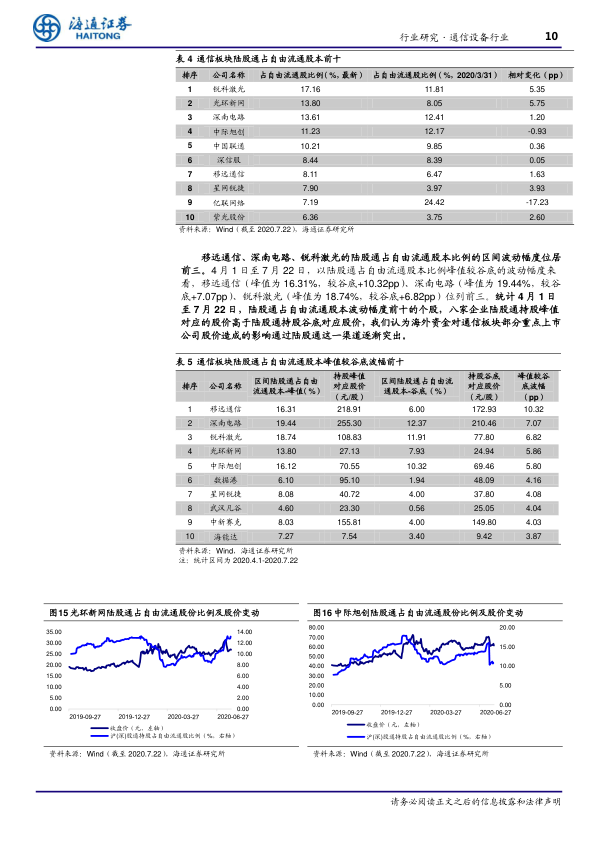 海通证券
HAITONG
行业研究·通信设备行业 10
表 4 通信板块陆股通占自由流通股本前十
排序 公司名称 占自由流通股比例(%,最新) 占自由流通股比例(%, 2020/3/31) 相对变化(pp)
1 锐科激光 17.16 11.81 5.35
2 光环新网 13.80 8.05 5.75
3 深南电路 13.61 12.41 1.20
4 中际旭创 11.23 12.17 -0.93
5 中国联通 10.21 9.85 0.36
6 深信服 8.44 8.39 0.05
7 移远通信 8.11 6.47 1.63
8 星网锐捷 7.90 3.97 3.93
9 亿联网络 7.19 24.42 -17.23
10 紫光股份 6.36 3.75 2.60
资料来源:Wind(截至 2020.7.22),海通证券研究所
移远通信、深南电路、锐科激光的陆股通占自由流通股本比例的区间波动幅度位居
前三。4 月 1 日至 7 月 22 日,以陆股通占自由流通股本比例峰值较谷底的波动幅度来
看,移远通信(峰值为 16.31%,较谷底+10.32pp)、深南电路(峰值为 19.44%,较谷
底+7.07pp)、锐科激光(峰值为 18.74%,较谷底+6.82pp)位列前三。统计 4 月 1 日
至 7 月 22 日,陆股通占自由流通股本波动幅度前十的个股,八家企业陆股通持股峰值
对应的股价高于陆股通持股谷底对应股价,我们认为海外资金对通信板块部分重点上市
公司股价造成的影响通过陆股通这一渠道逐渐突出。
表 5 通信板块陆股通占自由流通股本峰值较谷底波幅前十
排序 公司名称 区间陆股通占自由流通股本-峰值(%) 持股峰值对应股价(元/股) 区间陆股通占自由流通股本-谷底(%) 持股谷底对应股价(元/股) 峰值较谷底波幅(pp)
1 移远通信 16.31 218.91 6.00 172.93 10.32
2 深南电路 19.44 255.30 12.37 210.46 7.07
3 锐科激光 18.74 108.83 11.91 77.80 6.82
4 光环新网 13.80 27.13 7.93 24.94 5.86
5 中际旭创 16.12 70.55 10.32 69.46 5.80
6 数据港 6.10 95.10 1.94 48.09 4.16
7 星网锐捷 8.08 40.72 4.00 37.80 4.08
8 武汉凡谷 4.60 23.30 0.56 25.05 4.04
9 中新赛克 8.03 155.81 4.00 149.80 4.03
10 海能达 7.27 7.54 3.40 9.42 3.87
资料来源:Wind,海通证券研究所
注:统计区间为 2020.4.1-2020.7.22
图15 光环新网陆股通占自由流通股份比例及股价变动
35.00 14.00
30.00 12.00
25.00 10.00
20.00 8.00
15.00 6.00
10.00 4.00
5.00 2.00
0.00 0.00
2019-09-27 2019-12-27 2020-03-27 2020-06-27
收盘价(元,左轴)
沪(深)股通持股占自由流通股比例(%,右轴)
资料来源:Wind(截至 2020.7.22),海通证券研究所
图16 中际旭创陆股通占自由流通股份比例及股价变动
80.00 20.00
70.00
60.00 15.00
50.00
40.00 10.00
30.00
20.00 5.00
10.00
0.00 0.00
2019-09-27 2019-12-27 2020-03-27 2020-06-27
收盘价(元,左轴)
沪(深)股通持股占自由流通股比例(%,右轴)
资料来源:Wind(截至 2020.7.22),海通证券研究所
请务必阅读正文之后的信息披露和法律声明